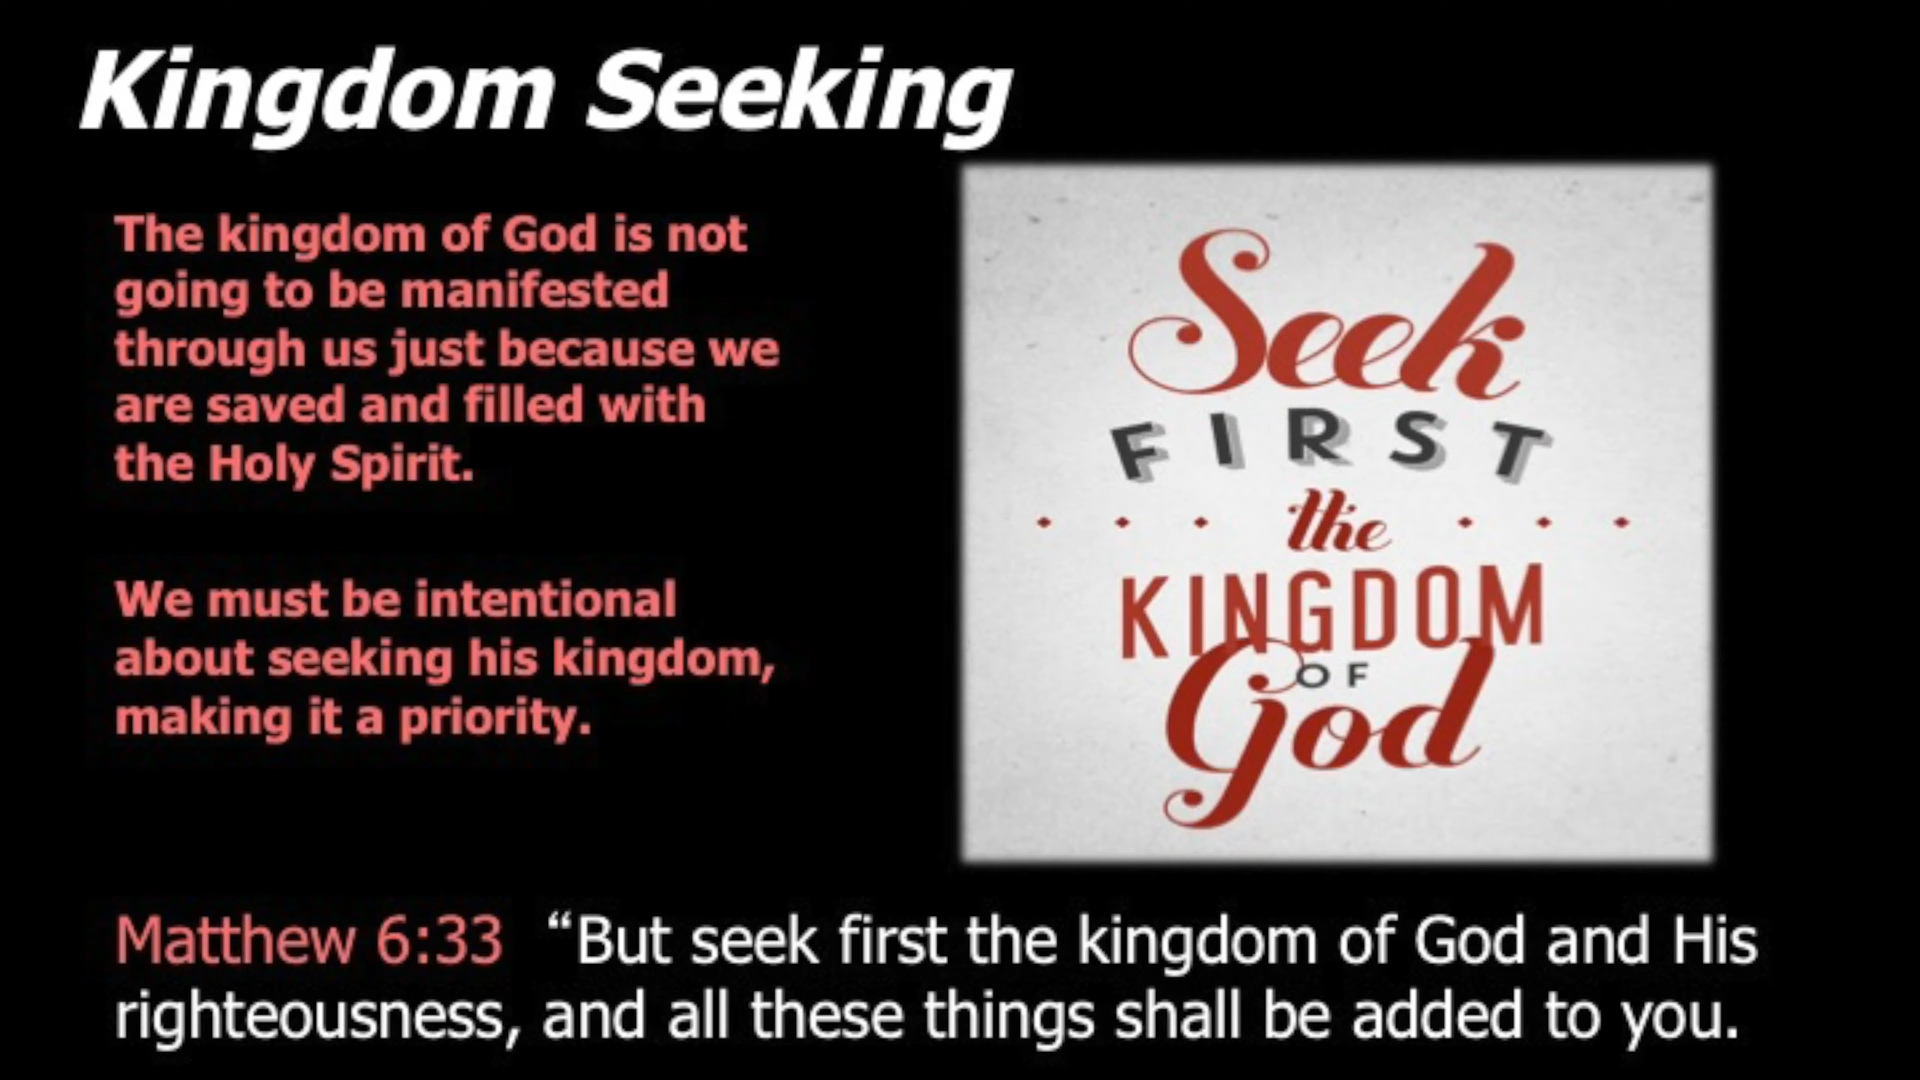 Kingdom Seeking
The kingdom of God is not
going to be manifested
through us just because we
are saved and filled with
the Holy Spirit.
We must be intentional
about seeking his kingdom,
making it a priority.
Seek
FIRST
the
KINGDOM
OF
God
Matthew 6:33 “But seek first the kingdom of God and His
righteousness, and all these things shall be added to you.